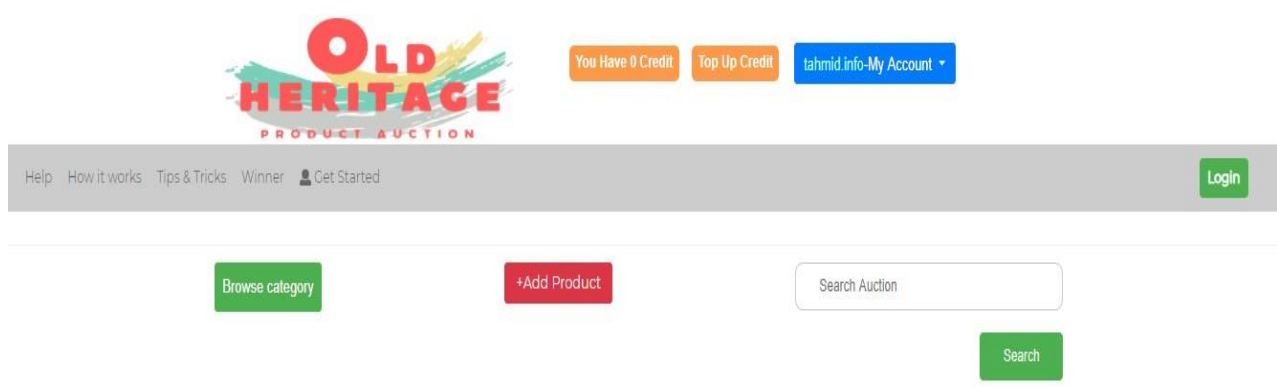 OLD
HERITAGE
PRODUCT AUCTION
You Have 0 Credit Top Up Credit tahmid.info-My Account
Help How it works Tips & Tricks Winner Get Started Login
Browse category +Add Product Search Auction
Search